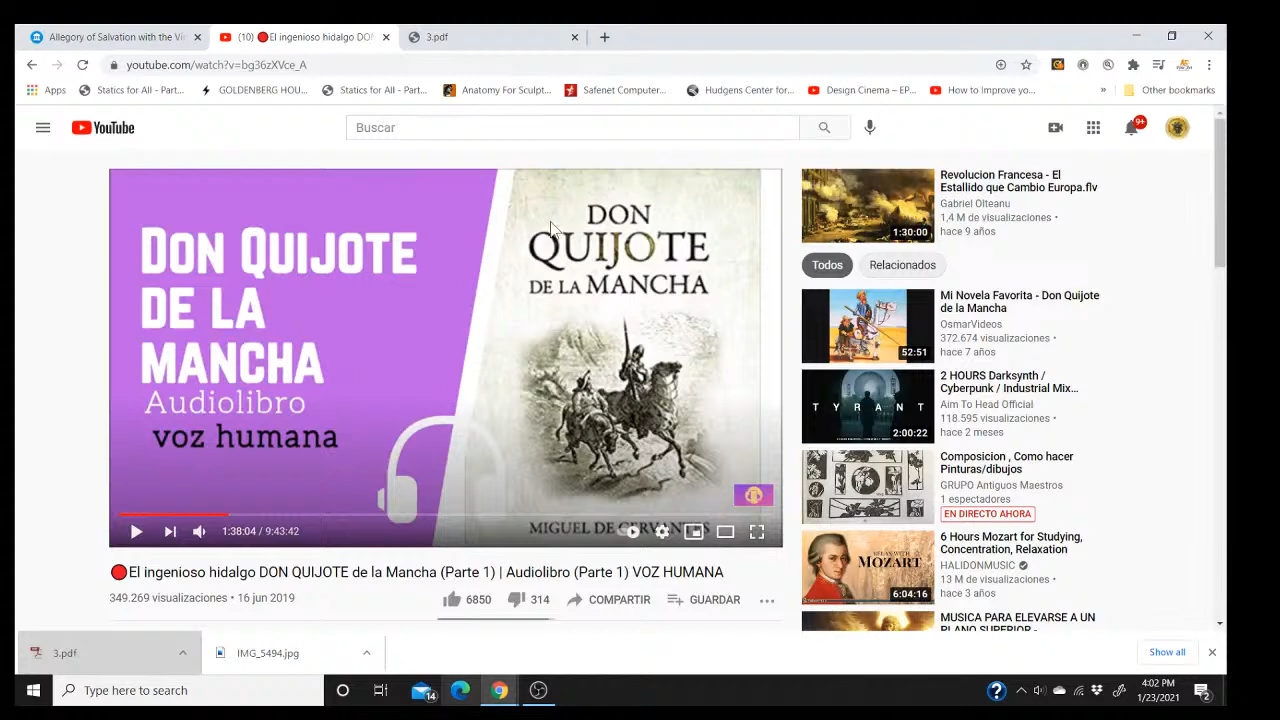 Allegory of Salvation with the Vi
(10) 🔴El ingenioso hidalgo DON
3.pdf
youtube.com/watch?v=bg36zXVce_A
Apps
Statics for All - Part...
GOLDENBERG HOU...
Statics for All - Part...
Anatomy For Sculpt...
Safenet Computer...
Hudgens Center for...
Design Cinema – EP...
How to Improve yo...
»
Other bookmarks
YouTube
Buscar
9+
DON QUIJOTE
DE LA
MANCHA
Audiolibro
voz humana
DON
QUIJOTE
DE LA MANCHA
MIGUEL DE CERVANTES
1:38:04 / 9:43:42
🔴El ingenioso hidalgo DON QUIJOTE de la Mancha (Parte 1) | Audiolibro (Parte 1) VOZ HUMANA
349.269 visualizaciones • 16 jun 2019
6850
314
COMPARTIR
GUARDAR
Revolucion Francesa - El
Estallido que Cambio Europa.flv
Gabriel Olteanu
1,4 M de visualizaciones •
hace 9 años
1:30:00
Todos
Relacionados
Mi Novela Favorita - Don Quijote
de la Mancha
OsmarVideos
372.674 visualizaciones •
hace 7 años
52:51
2 HOURS Darksynth /
Cyberpunk / Industrial Mix...
Aim To Head Official
118.595 visualizaciones •
hace 2 meses
TYRANT
2:00:22
Composicion , Como hacer
Pinturas/dibujos
GRUPO Antiguos Maestros
1 espectadores
EN DIRECTO AHORA
6 Hours Mozart for Studying,
Concentration, Relaxation
HALIDONMUSIC
13 M de visualizaciones •
hace 3 años
MOZART
6:04:16
MUSICA PARA ELEVARSE A UN
PLANO SUPERIOR -
3.pdf
IMG_5494.jpg
Show all
Type here to search
14
4:02 PM
1/23/2021
2